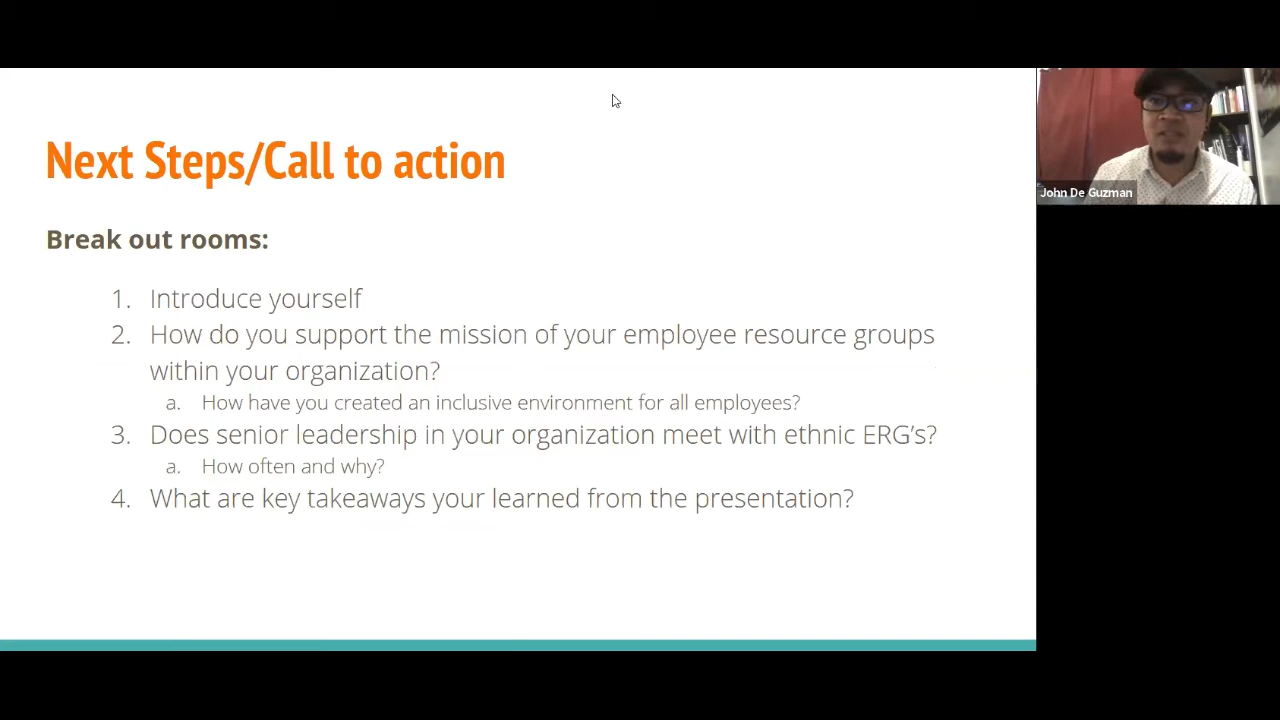 Next Steps/Call to action
Break out rooms:
1. Introduce yourself
2. How do you support the mission of your employee resource groups
within your organization?
a. How have you created an inclusive environment for all employees?
3. Does senior leadership in your organization meet with ethnic ERG's?
a. How often and why?
4. What are key takeaways your learned from the presentation?
John De Guzman